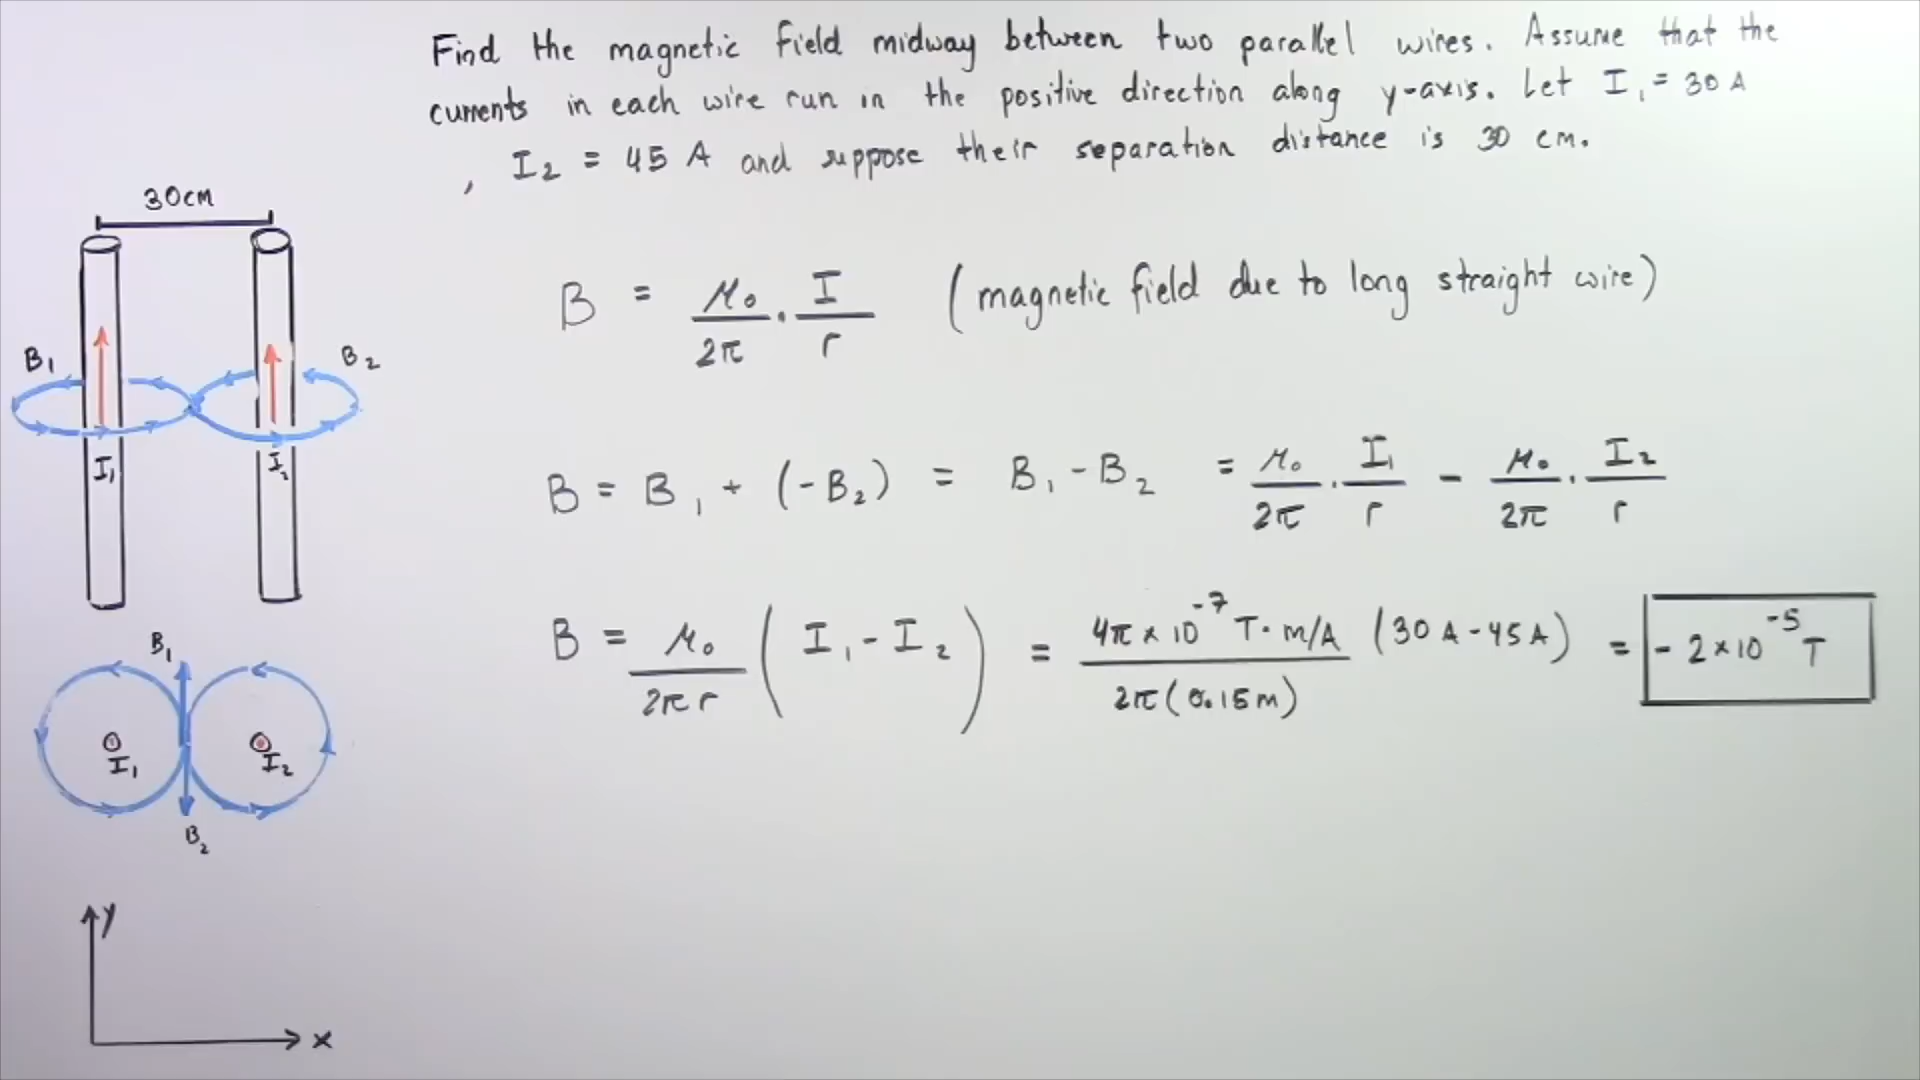 Find the magnetic field midway between two parallel wires. Assume that the
currents in each wire run in the positive direction along y-axis. Let I₁ = 30 A
, I₂ = 45 A and suppose their separation distance is 30 cm.
30cm
B = μ₀/2π · I/r (magnetic field due to long straight wire)
B₁ B₂
I₁ I₂
B = B₁ + (-B₂) = B₁ - B₂ = μ₀/2π · I₁/r - μ₀/2π · I₂/r
B = μ₀/2πr (I₁ - I₂) = 4π×10⁻⁷ T·m/A / 2π(0.15m) (30A-45A) = -2×10⁻⁵ T
B₁
I₁ I₂
B₂
y
x